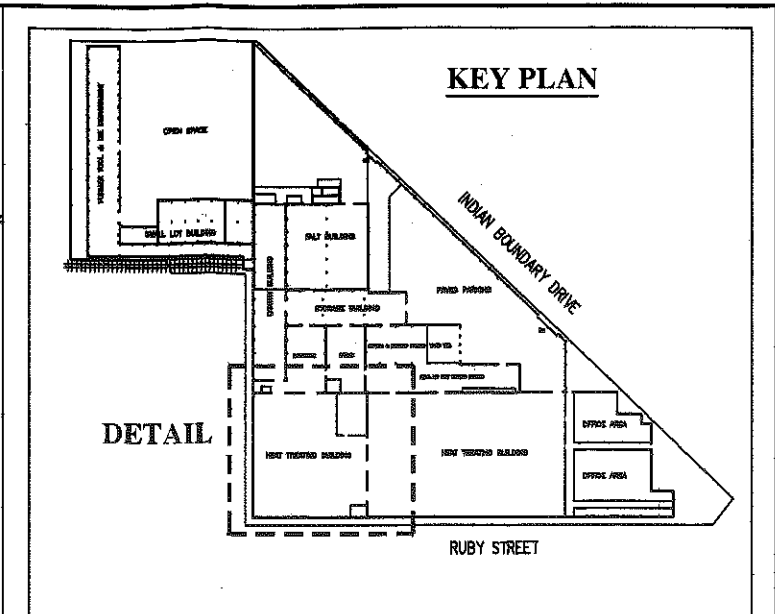 KEY PLAN
OPEN SPACE
INDIAN BOUNDARY DRIVE
SMALL LOT BUILDING
SALT BUILDING
PAVED PARKING
STORAGE BUILDING
DETAIL
HEAT TREATING BUILDING
HEAT TREATING BUILDING
OFFICE AREA
OFFICE AREA
RUBY STREET